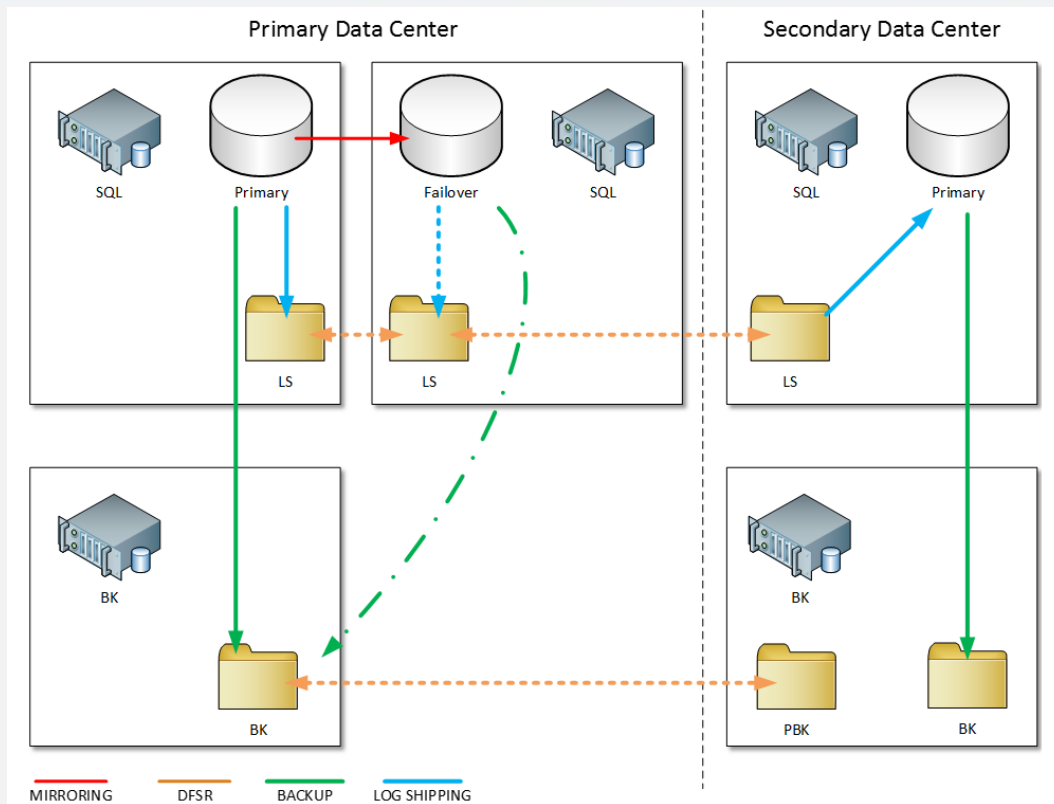 Primary Data Center
Secondary Data Center
SQL
Primary
Failover
SQL
SQL
Primary
LS
LS
LS
BK
BK
BK
PBK
BK
MIRRORING
DFSR
BACKUP
LOG SHIPPING